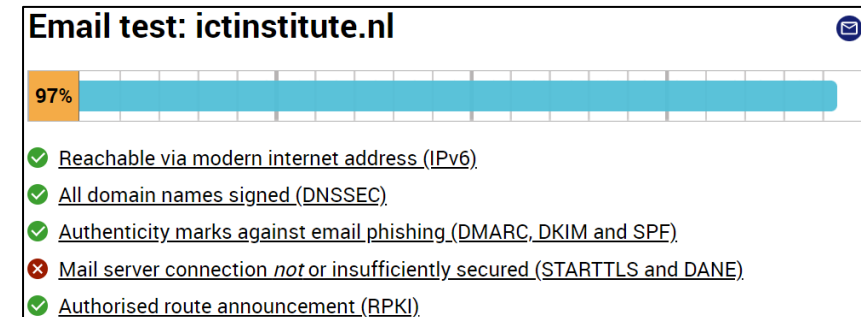 Email test: ictinstitute.nl
97%
Reachable via modern internet address (IPv6)
All domain names signed (DNSSEC)
Authenticity marks against email phishing (DMARC, DKIM and SPF)
Mail server connection not or insufficiently secured (STARTTLS and DANE)
Authorised route announcement (RPKI)